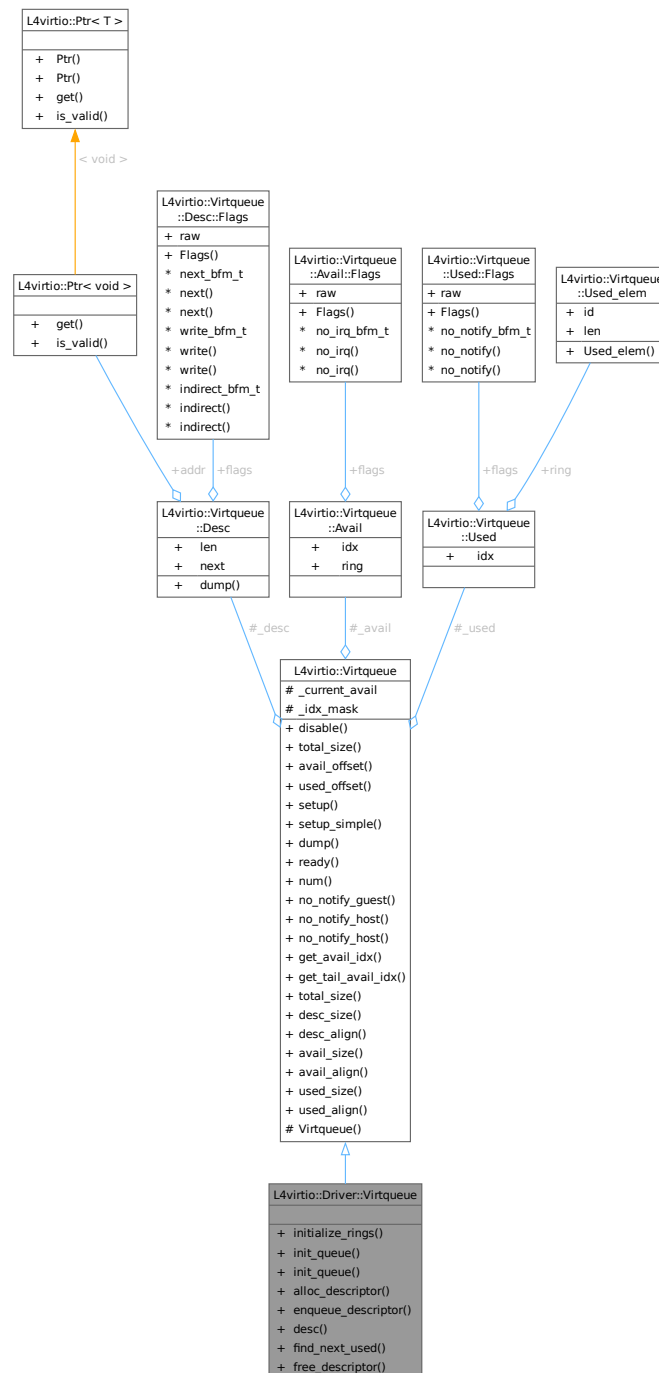 L4virtio::Ptr< T >
+ Ptr()
+ Ptr()
+ get()
+ is_valid()
< void >
L4virtio::Ptr< void >
+ get()
+ is_valid()
L4virtio::Virtqueue
::Desc::Flags
+ raw
+ Flags()
* next_bfm_t
* next()
* next()
* write_bfm_t
* write()
* write()
* indirect_bfm_t
* indirect()
* indirect()
L4virtio::Virtqueue
::Avail::Flags
+ raw
+ Flags()
* no_irq_bfm_t
* no_irq()
* no_irq()
L4virtio::Virtqueue
::Used::Flags
+ raw
+ Flags()
* no_notify_bfm_t
* no_notify()
* no_notify()
L4virtio::Virtqueue
::Used_elem
+ id
+ len
+ Used_elem()
+addr
+flags
+flags
+flags
+ring
L4virtio::Virtqueue
::Desc
+ len
+ next
+ dump()
L4virtio::Virtqueue
::Avail
+ idx
+ ring
L4virtio::Virtqueue
::Used
+ idx
#_desc
#_avail
#_used
L4virtio::Virtqueue
# _current_avail
# _idx_mask
+ disable()
+ total_size()
+ avail_offset()
+ used_offset()
+ setup()
+ setup_simple()
+ dump()
+ ready()
+ num()
+ no_notify_guest()
+ no_notify_host()
+ no_notify_host()
+ get_avail_idx()
+ get_tail_avail_idx()
+ total_size()
+ desc_size()
+ desc_align()
+ avail_size()
+ avail_align()
+ used_size()
+ used_align()
# Virtqueue()
L4virtio::Driver::Virtqueue
+ initialize_rings()
+ init_queue()
+ init_queue()
+ alloc_descriptor()
+ enqueue_descriptor()
+ desc()
+ find_next_used()
+ free_descriptor()